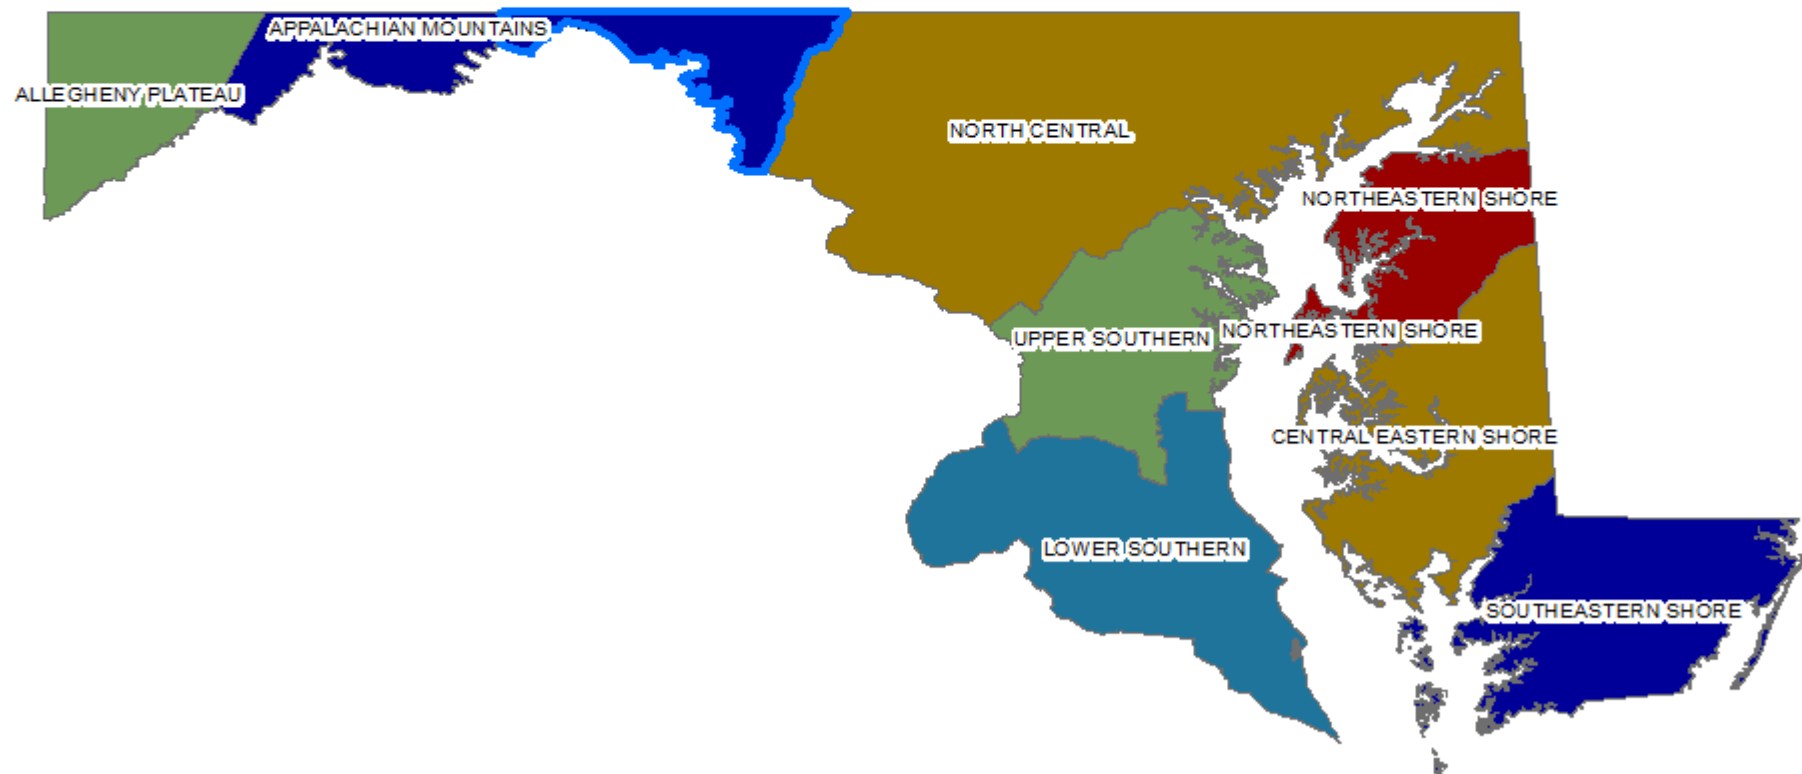 APPALACHIAN MOUNTAINS
ALLEGHENY PLATEAU
NORTH CENTRAL
NORTHEASTERN SHORE
NORTHEASTERN SHORE
UPPER SOUTHERN
CENTRAL EASTERN SHORE
LOWER SOUTHERN
SOUTHEASTERN SHORE